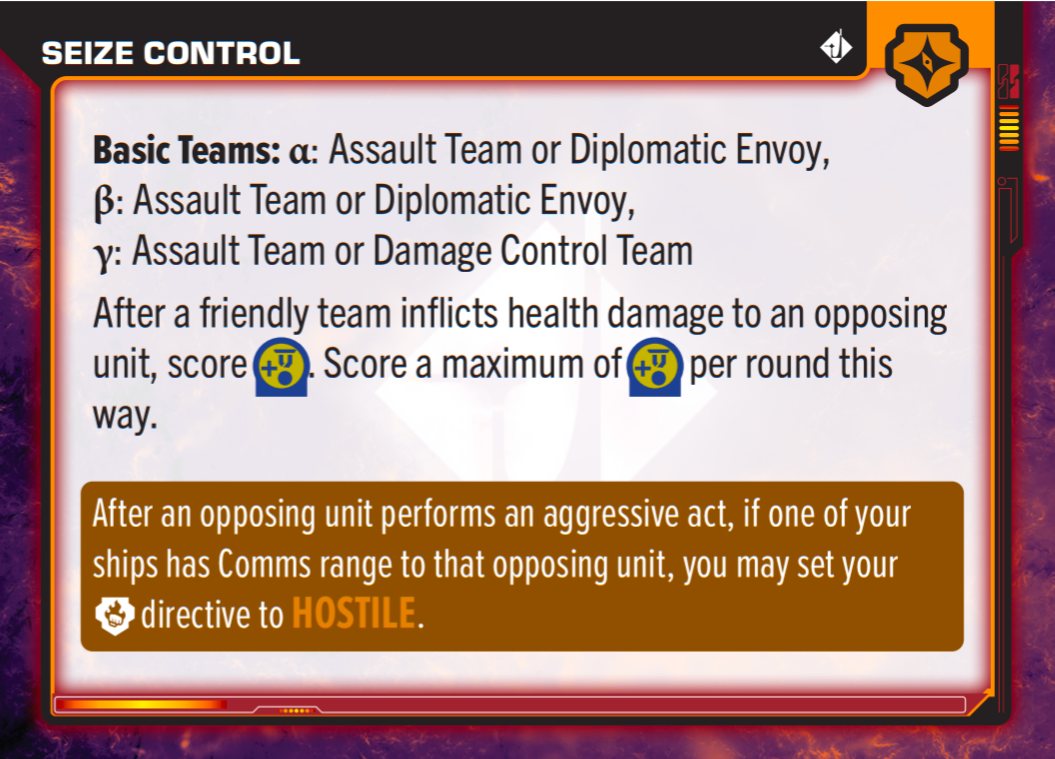 SEIZE CONTROL
Basic Teams: α: Assault Team or Diplomatic Envoy,
β: Assault Team or Diplomatic Envoy,
γ: Assault Team or Damage Control Team
After a friendly team inflicts health damage to an opposing
unit, score . Score a maximum of per round this
way.
After an opposing unit performs an aggressive act, if one of your
ships has Comms range to that opposing unit, you may set your
directive to HOSTILE.